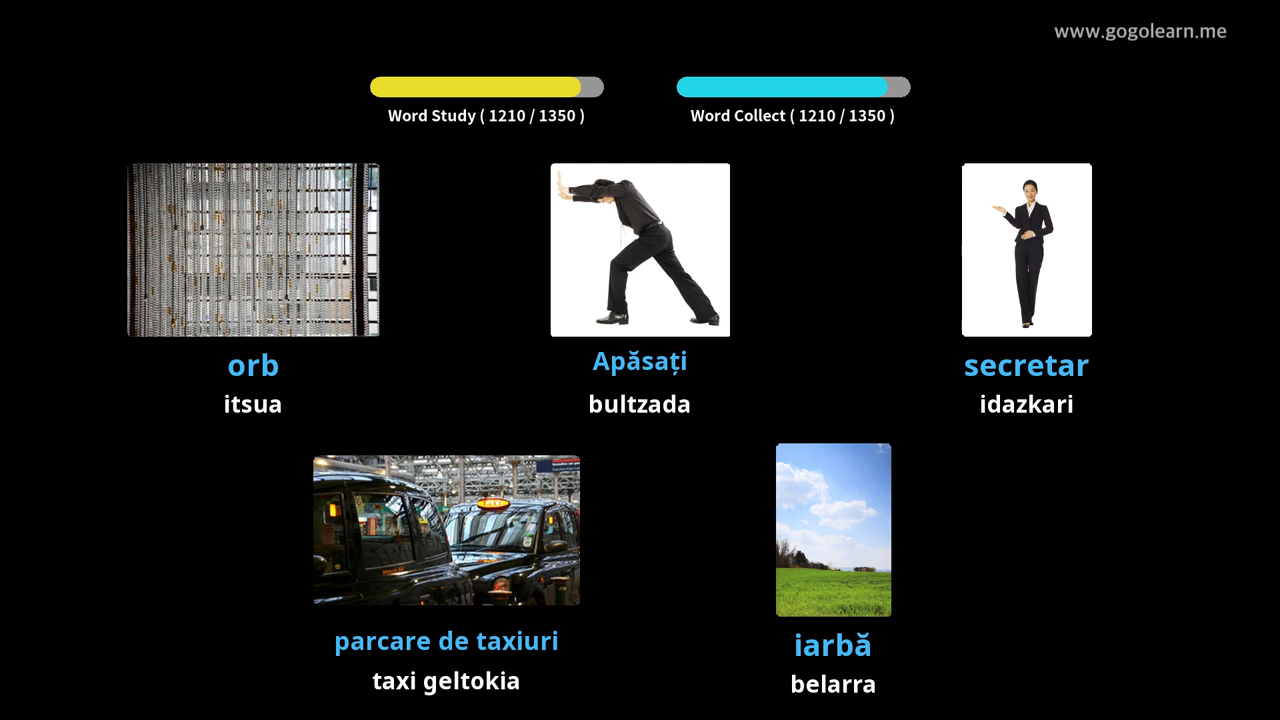 www.gogolearn.me
Word Study ( 1210 / 1350 )
Word Collect ( 1210 / 1350 )
orb
itsua
Apăsați
bultzada
secretar
idazkari
TAXI
parcare de taxiuri
taxi geltokia
iarbă
belarra